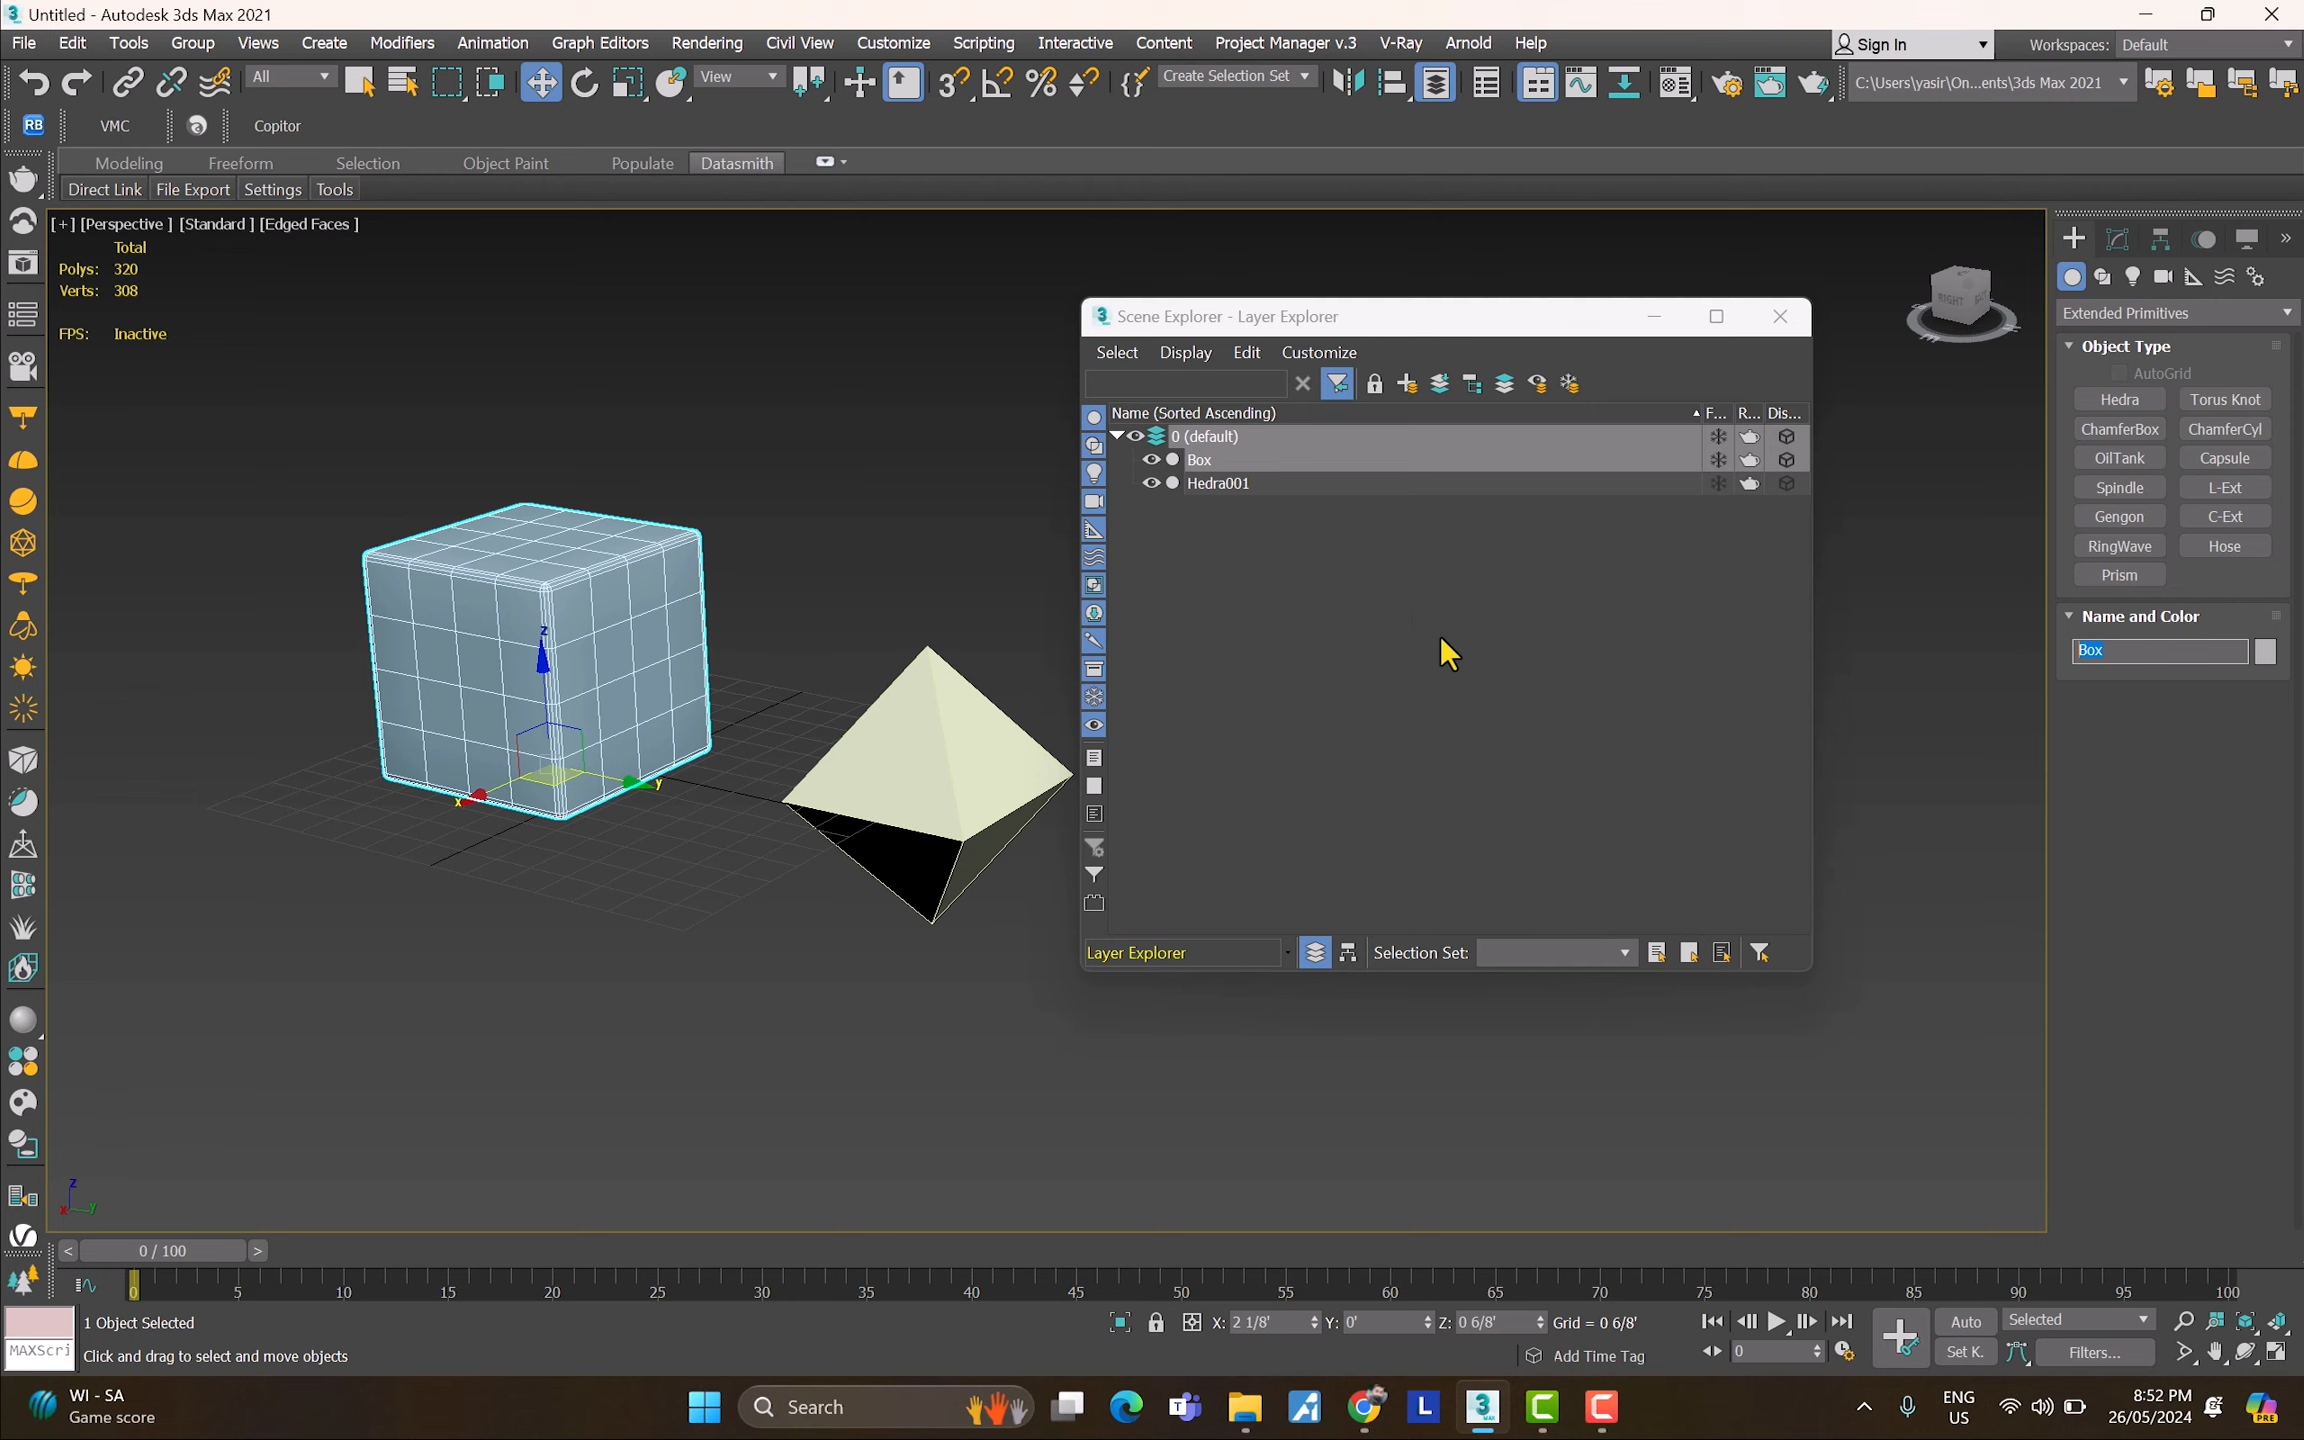 Untitled - Autodesk 3ds Max 2021
File Edit Tools Group Views Create Modifiers Animation Graph Editors Rendering Civil View Customize Scripting Interactive Content Project Manager v.3 V-Ray Arnold Help Sign In Workspaces: Default
All View Create Selection Set C:\Users\yasir\On...ents\3ds Max 2021
RB VMC Copitor
Modeling Freeform Selection Object Paint Populate Datasmith
Direct Link File Export Settings Tools
[+] [Perspective ] [Standard ] [Edged Faces ]
Total
Polys: 320
Verts: 308
FPS: Inactive
RIGHT
Scene Explorer - Layer Explorer
Select Display Edit Customize
Name (Sorted Ascending) F... R... Dis...
0 (default)
Box
Hedra001
Layer Explorer Selection Set:
Extended Primitives
Object Type
AutoGrid
Hedra Torus Knot
ChamferBox ChamferCyl
OilTank Capsule
Spindle L-Ext
Gengon C-Ext
RingWave Hose
Prism
Name and Color
Box
z
x y
z
x y
< 0 / 100 >
0 5 10 15 20 25 30 35 40 45 50 55 60 65 70 75 80 85 90 95 100
1 Object Selected X: 2 1/8' Y: 0' Z: 0 6/8' Grid = 0 6/8' Auto Selected
MAXScri Click and drag to select and move objects Add Time Tag 0 Set K. Filters...
WI - SA
Game score
Search
ENG
US
8:52 PM
26/05/2024
PRE